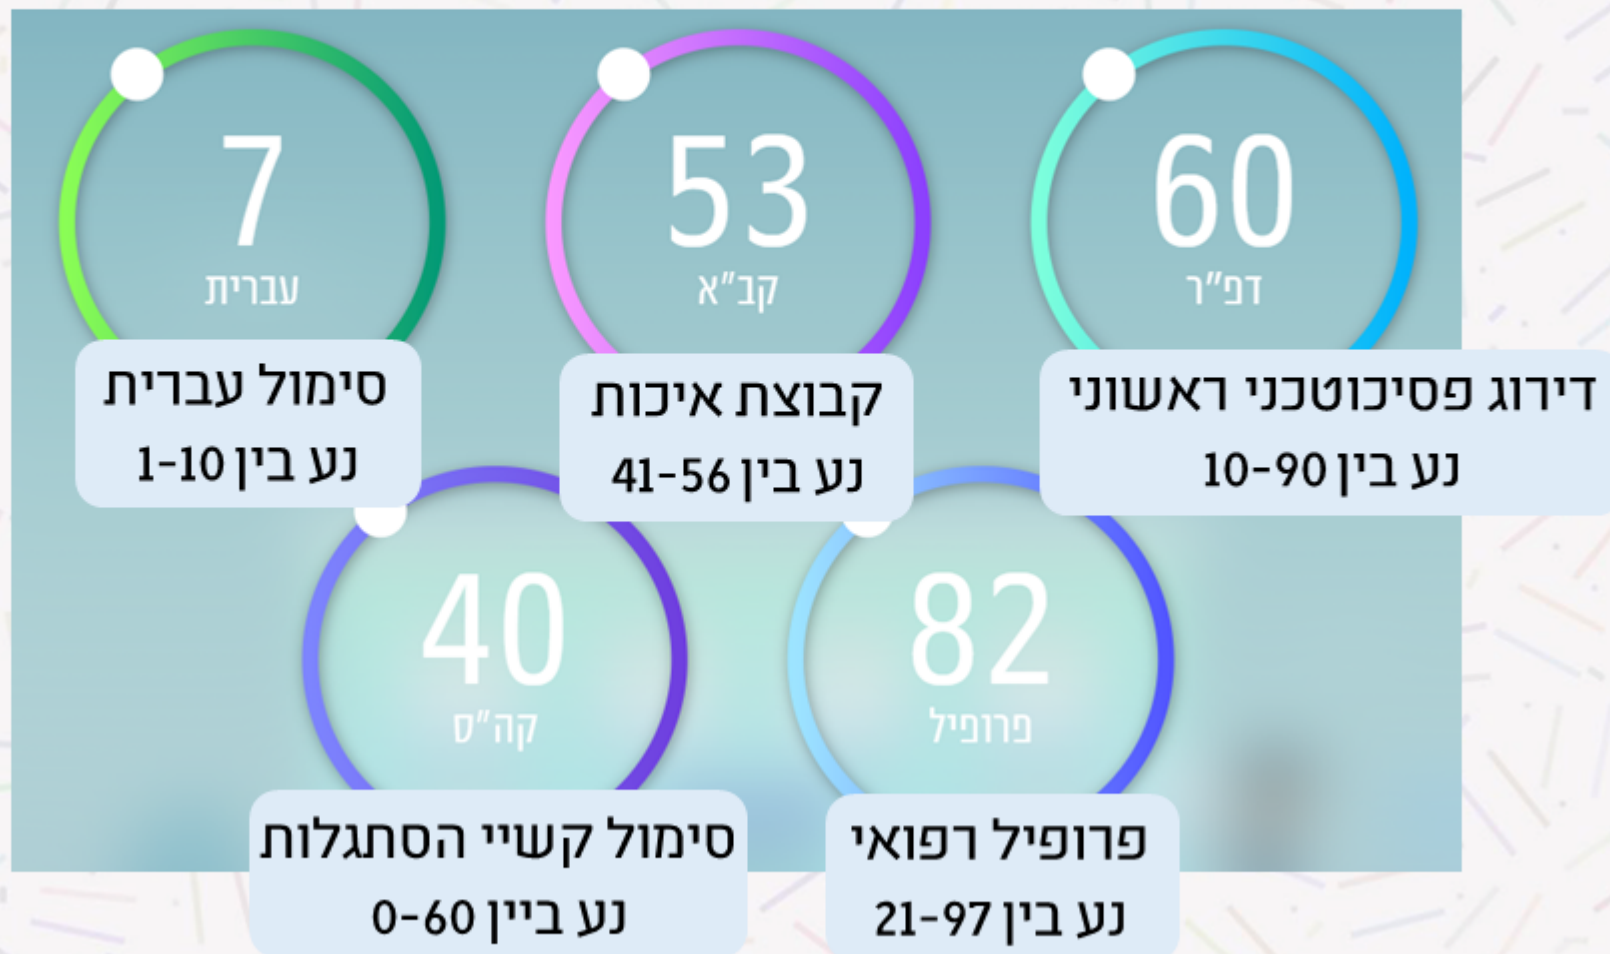 60
דפ"ר
דירוג פסיכוטכני ראשוני
נע בין 10-90
53
קב"א
קבוצת איכות
נע בין 41-56
7
עברית
סימול עברית
נע בין 1-10
82
פרופיל
פרופיל רפואי
נע בין 21-97
40
קה"ס
סימול קשיי הסתגלות
נע ביין 0-60